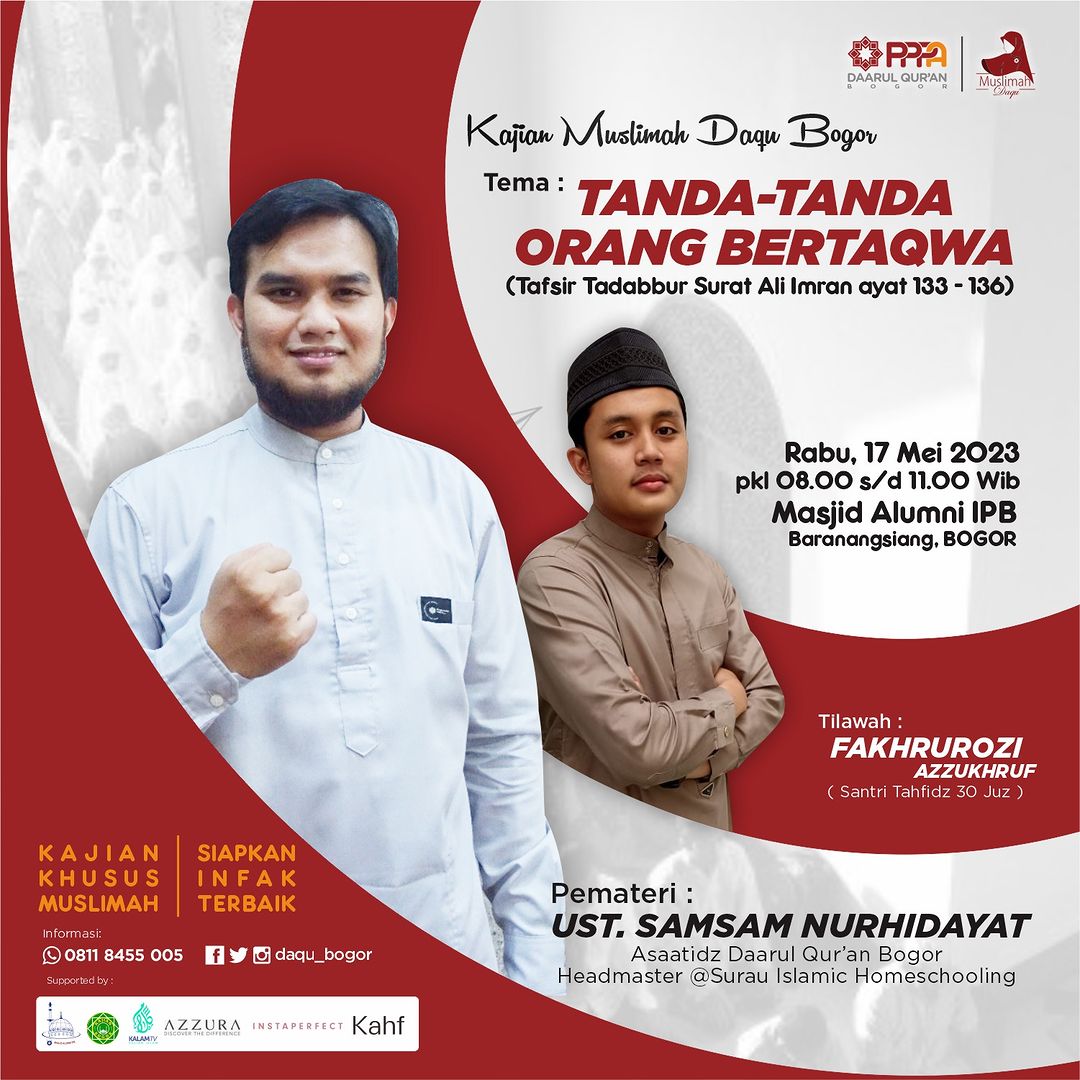 PPPA
DAARUL QUR'AN
BOGOR
Muslimah
Daqu
Kajian Muslimah Daqu Bogor
Tema :
TANDA-TANDA
ORANG BERTAQWA
(Tafsir Tadabbur Surat Ali Imran ayat 133 - 136)
Rabu, 17 Mei 2023
pkl 08.00 s/d 11.00 Wib
Masjid Alumni IPB
Baranangsiang, BOGOR
Tilawah :
FAKHRUROZI
AZZUKHRUF
( Santri Tahfidz 30 Juz )
Pemateri :
UST. SAMSAM NURHIDAYAT
Asaatidz Daarul Qur'an Bogor
Headmaster @Surau Islamic Homeschooling
KAJIAN
KHUSUS
MUSLIMAH
SIAPKAN
INFAK
TERBAIK
Informasi:
0811 8455 005
daqu_bogor
Supported by :
KALAMTV
AZZURA
DISCOVER THE DIFFERENCE
INSTAPERFECT
Kahf